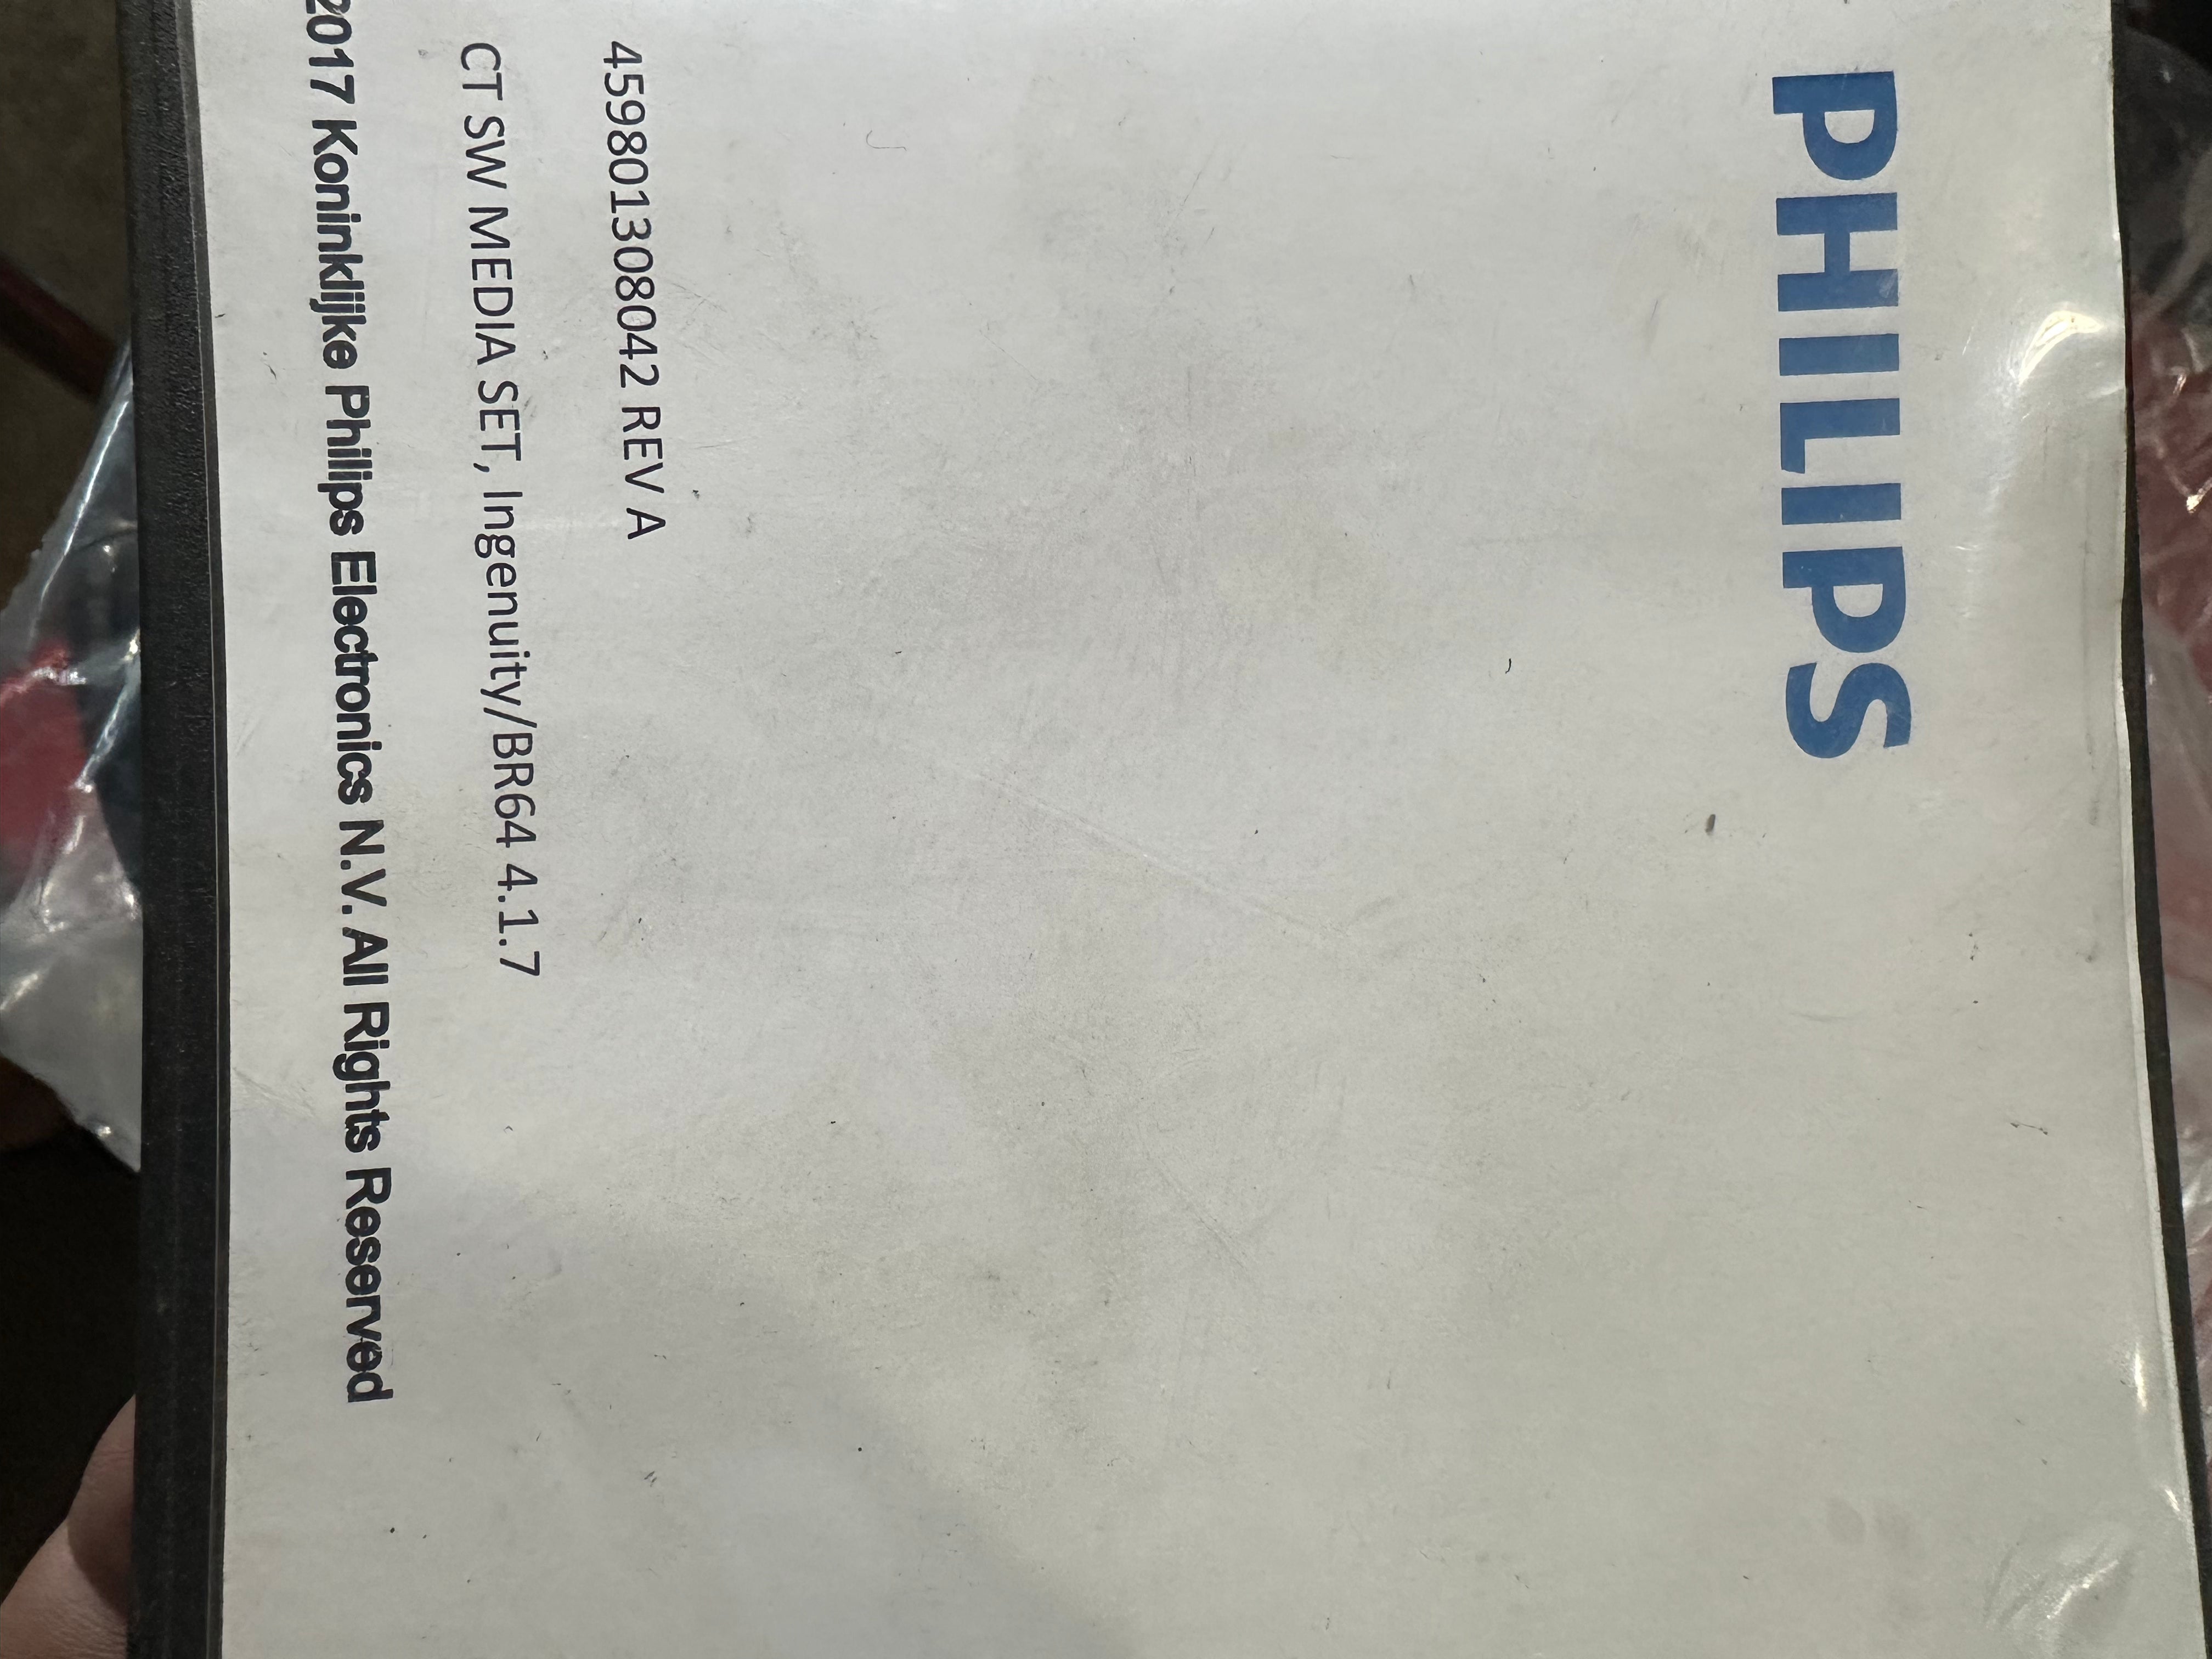 PHILIPS
459801308042 REV A
CT SW MEDIA SET, Ingenuity/BR64 4.1.7
2017 Koninklijke Philips Electronics N.V. All Rights Reserved